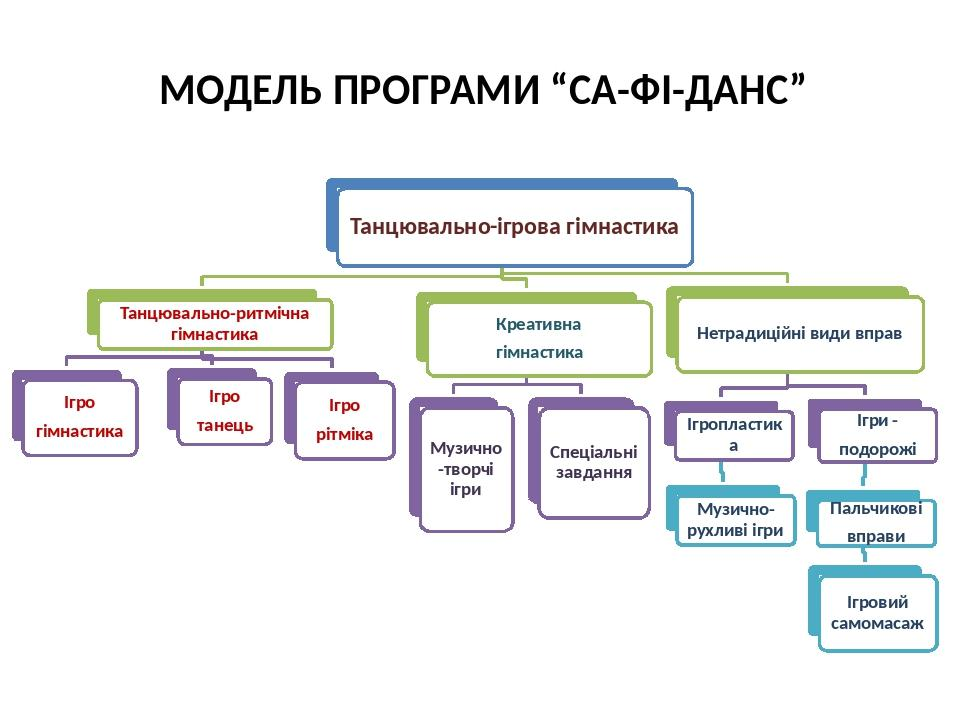 МОДЕЛЬ ПРОГРАМИ “СА-ФІ-ДАНС”
Танцювально-ігрова гімнастика
Танцювально-ритмічна
гімнастика
Креативна
гімнастика
Нетрадиційні види вправ
Ігро
гімнастика
Ігро
танець
Ігро
рітміка
Музично
-творчі
ігри
Спеціальні
завдання
Ігропластик
а
Ігри -
подорожі
Музично-
рухливі ігри
Пальчикові
вправи
Ігровий
самомасаж